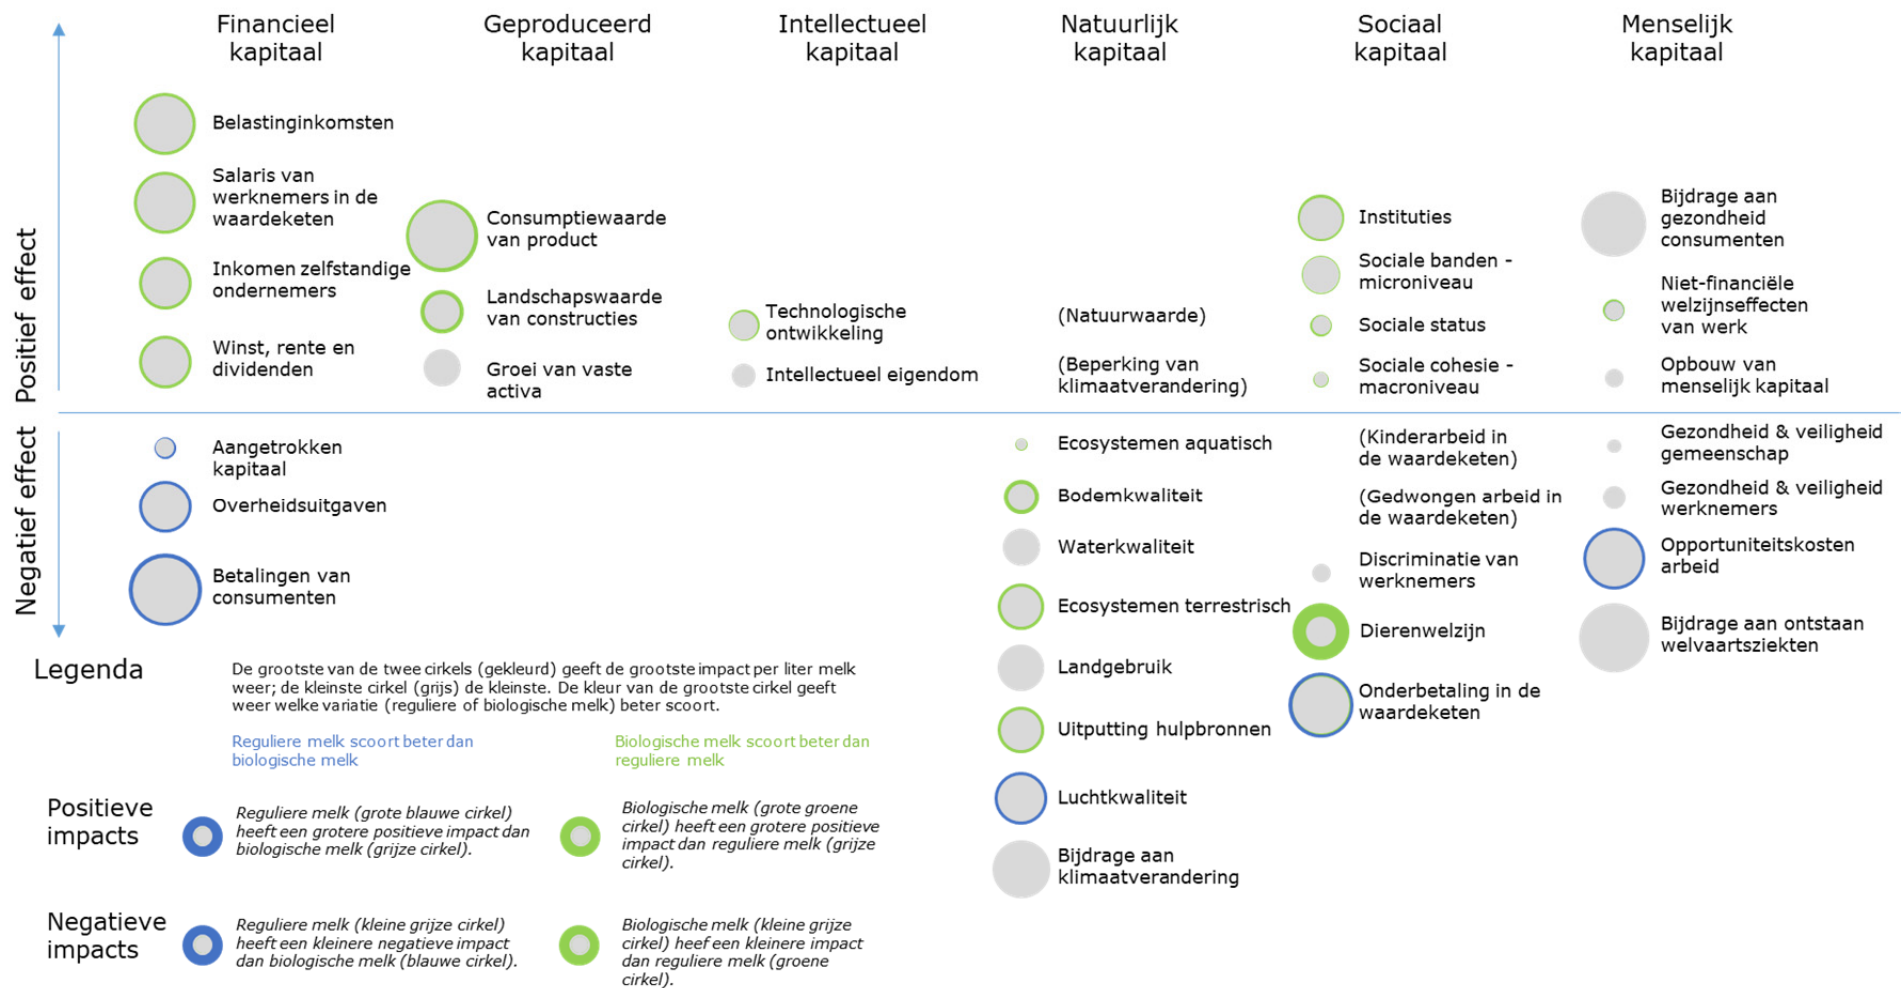 Financieel
kapitaal
Geproduceerd
kapitaal
Intellectueel
kapitaal
Natuurlijk
kapitaal
Sociaal
kapitaal
Menselijk
kapitaal
Positief effect
Belastinginkomsten
Salaris van
werknemers in de
waardeketen
Inkomen zelfstandige
ondernemers
Winst, rente en
dividenden
Consumptiewaarde
van product
Landschapswaarde
van constructies
Groei van vaste
activa
Technologische
ontwikkeling
Intellectueel eigendom
(Natuurwaarde)
(Beperking van
klimaatverandering)
Instituties
Sociale banden -
microniveau
Sociale status
Sociale cohesie -
macroniveau
Bijdrage aan
gezondheid
consumenten
Niet-financiële
welzijnseffecten
van werk
Opbouw van
menselijk kapitaal
Negatief effect
Aangetrokken
kapitaal
Overheidsuitgaven
Betalingen van
consumenten
Ecosystemen aquatisch
Bodemkwaliteit
Waterkwaliteit
Ecosystemen terrestrisch
Landgebruik
Uitputting hulpbronnen
Luchtkwaliteit
Bijdrage aan
klimaatverandering
(Kinderarbeid in
de waardeketen)
(Gedwongen arbeid in
de waardeketen)
Discriminatie van
werknemers
Dierenwelzijn
Onderbetaling in de
waardeketen
Gezondheid & veiligheid
gemeenschap
Gezondheid & veiligheid
werknemers
Opportuniteitskosten
arbeid
Bijdrage aan ontstaan
welvaartsziekten
Legenda
De grootste van de twee cirkels (gekleurd) geeft de grootste impact per liter melk
weer; de kleinste cirkel (grijs) de kleinste. De kleur van de grootste cirkel geeft
weer welke variatie (reguliere of biologische melk) beter scoort.
Reguliere melk scoort beter dan
biologische melk
Biologische melk scoort beter dan
reguliere melk
Positieve
impacts
Reguliere melk (grote blauwe cirkel)
heeft een grotere positieve impact dan
biologische melk (grijze cirkel).
Biologische melk (grote groene
cirkel) heeft een grotere positieve
impact dan reguliere melk (grijze
cirkel).
Negatieve
impacts
Reguliere melk (kleine grijze cirkel)
heeft een kleinere negatieve impact
dan biologische melk (blauwe cirkel).
Biologische melk (kleine grijze
cirkel) heef een kleinere impact
dan reguliere melk (groene
cirkel).